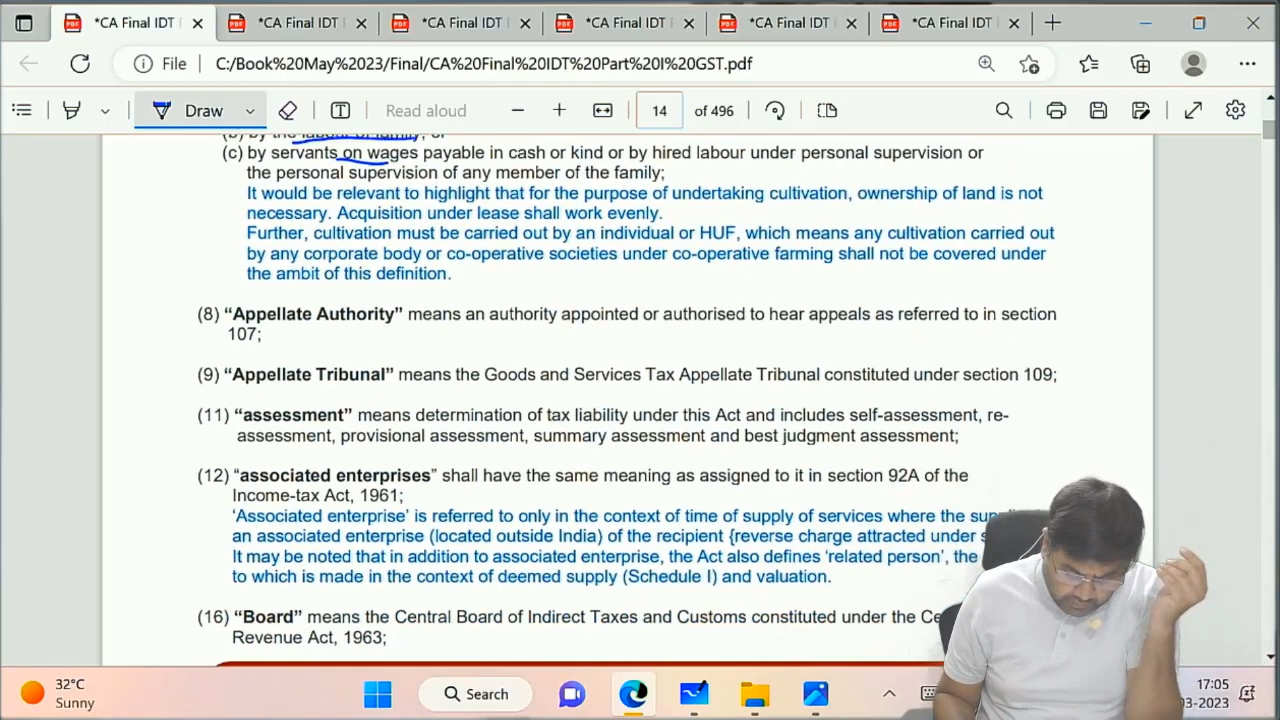 *CA Final IDT
*CA Final IDT
*CA Final IDT
*CA Final IDT
*CA Final IDT
*CA Final IDT
File
C:/Book%20May%2023/Final/CA%20Final%20IDT%20Part%20I%20GST.pdf
Draw
Read aloud
14
of 496
(b) by the labour of family, or
(c) by servants on wages payable in cash or kind or by hired labour under personal supervision or
the personal supervision of any member of the family;
It would be relevant to highlight that for the purpose of undertaking cultivation, ownership of land is not
necessary. Acquisition under lease shall work evenly.
Further, cultivation must be carried out by an individual or HUF, which means any cultivation carried out
by any corporate body or co-operative societies under co-operative farming shall not be covered under
the ambit of this definition.
(8) “Appellate Authority” means an authority appointed or authorised to hear appeals as referred to in section
107;
(9) “Appellate Tribunal” means the Goods and Services Tax Appellate Tribunal constituted under section 109;
(11) “assessment” means determination of tax liability under this Act and includes self-assessment, re-
assessment, provisional assessment, summary assessment and best judgment assessment;
(12) “associated enterprises” shall have the same meaning as assigned to it in section 92A of the
Income-tax Act, 1961;
‘Associated enterprise’ is referred to only in the context of time of supply of services where the
an associated enterprise (located outside India) of the recipient {reverse charge attracted under
It may be noted that in addition to associated enterprise, the Act also defines ‘related person’, the
to which is made in the context of deemed supply (Schedule I) and valuation.
(16) “Board” means the Central Board of Indirect Taxes and Customs constituted under the
Revenue Act, 1963;
32°C
Sunny
Search
17:05
03-2023